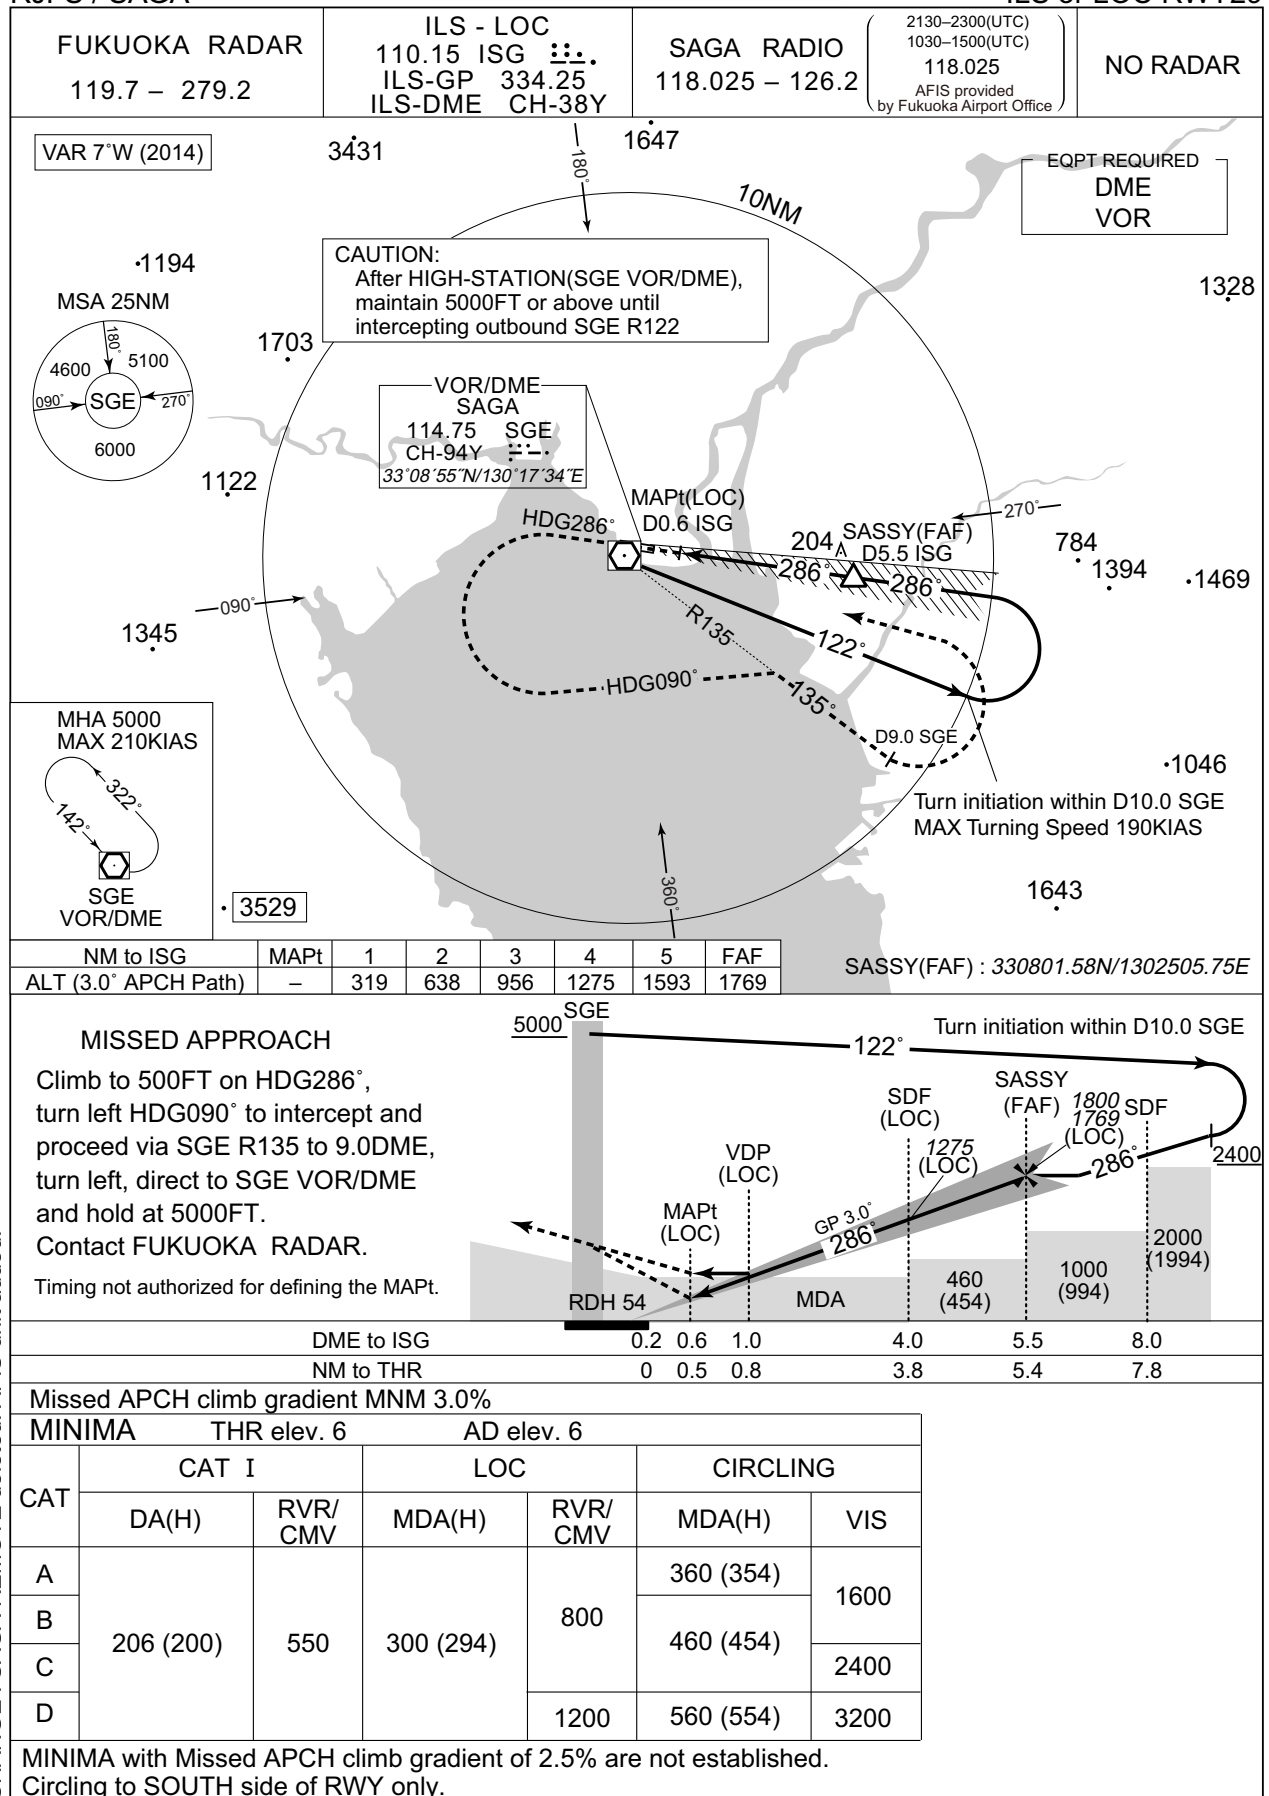 RJFS / SAGA
ILS or LOC RWY29
FUKUOKA RADAR
119.7 – 279.2
ILS - LOC
110.15 ISG
ILS-GP 334.25
ILS-DME CH-38Y
SAGA RADIO
118.025 – 126.2
2130–2300(UTC)
1030–1500(UTC)
118.025
AFIS provided
by Fukuoka Airport Office
NO RADAR
VAR 7˚W (2014)
3431
1647
180˚
10NM
EQPT REQUIRED
DME
VOR
CAUTION:
After HIGH-STATION(SGE VOR/DME),
maintain 5000FT or above until
intercepting outbound SGE R122
1194
1328
MSA 25NM
180˚
4600
5100
090˚
SGE
270˚
6000
1703
VOR/DME
SAGA
114.75 SGE
CH-94Y
33˚08´55˝N/130˚17´34˝E
1122
MAPt(LOC)
D0.6 ISG
HDG286˚
270˚
204
SASSY(FAF)
D5.5 ISG
784
1394
1469
286˚
286˚
090˚
R135
122˚
1345
HDG090˚
135˚
D9.0 SGE
1046
Turn initiation within D10.0 SGE
MAX Turning Speed 190KIAS
MHA 5000
MAX 210KIAS
322˚
142˚
SGE
VOR/DME
3529
360˚
1643
NM to ISG MAPt 1 2 3 4 5 FAF
ALT (3.0˚ APCH Path) – 319 638 956 1275 1593 1769
SASSY(FAF) : 330801.58N/1302505.75E
MISSED APPROACH
Climb to 500FT on HDG286˚,
turn left HDG090˚ to intercept and
proceed via SGE R135 to 9.0DME,
turn left, direct to SGE VOR/DME
and hold at 5000FT.
Contact FUKUOKA RADAR.
Timing not authorized for defining the MAPt.
SGE
5000
Turn initiation within D10.0 SGE
122˚
SASSY
(FAF)
1800
1769
(LOC)
SDF
SDF
(LOC)
1275
(LOC)
286˚
2400
VDP
(LOC)
MAPt
(LOC)
GP 3.0˚
286˚
2000
(1994)
1000
(994)
460
(454)
MDA
RDH 54
DME to ISG 0.2 0.6 1.0 4.0 5.5 8.0
NM to THR 0 0.5 0.8 3.8 5.4 7.8
Missed APCH climb gradient MNM 3.0%
MINIMA THR elev. 6 AD elev. 6
CAT
CAT I LOC CIRCLING
DA(H) RVR/CMV MDA(H) RVR/CMV MDA(H) VIS
A
B
C
D
206 (200)
550
300 (294)
800
1200
360 (354)
460 (454)
560 (554)
1600
2400
3200
MINIMA with Missed APCH climb gradient of 2.5% are not established.
Circling to SOUTH side of RWY only.